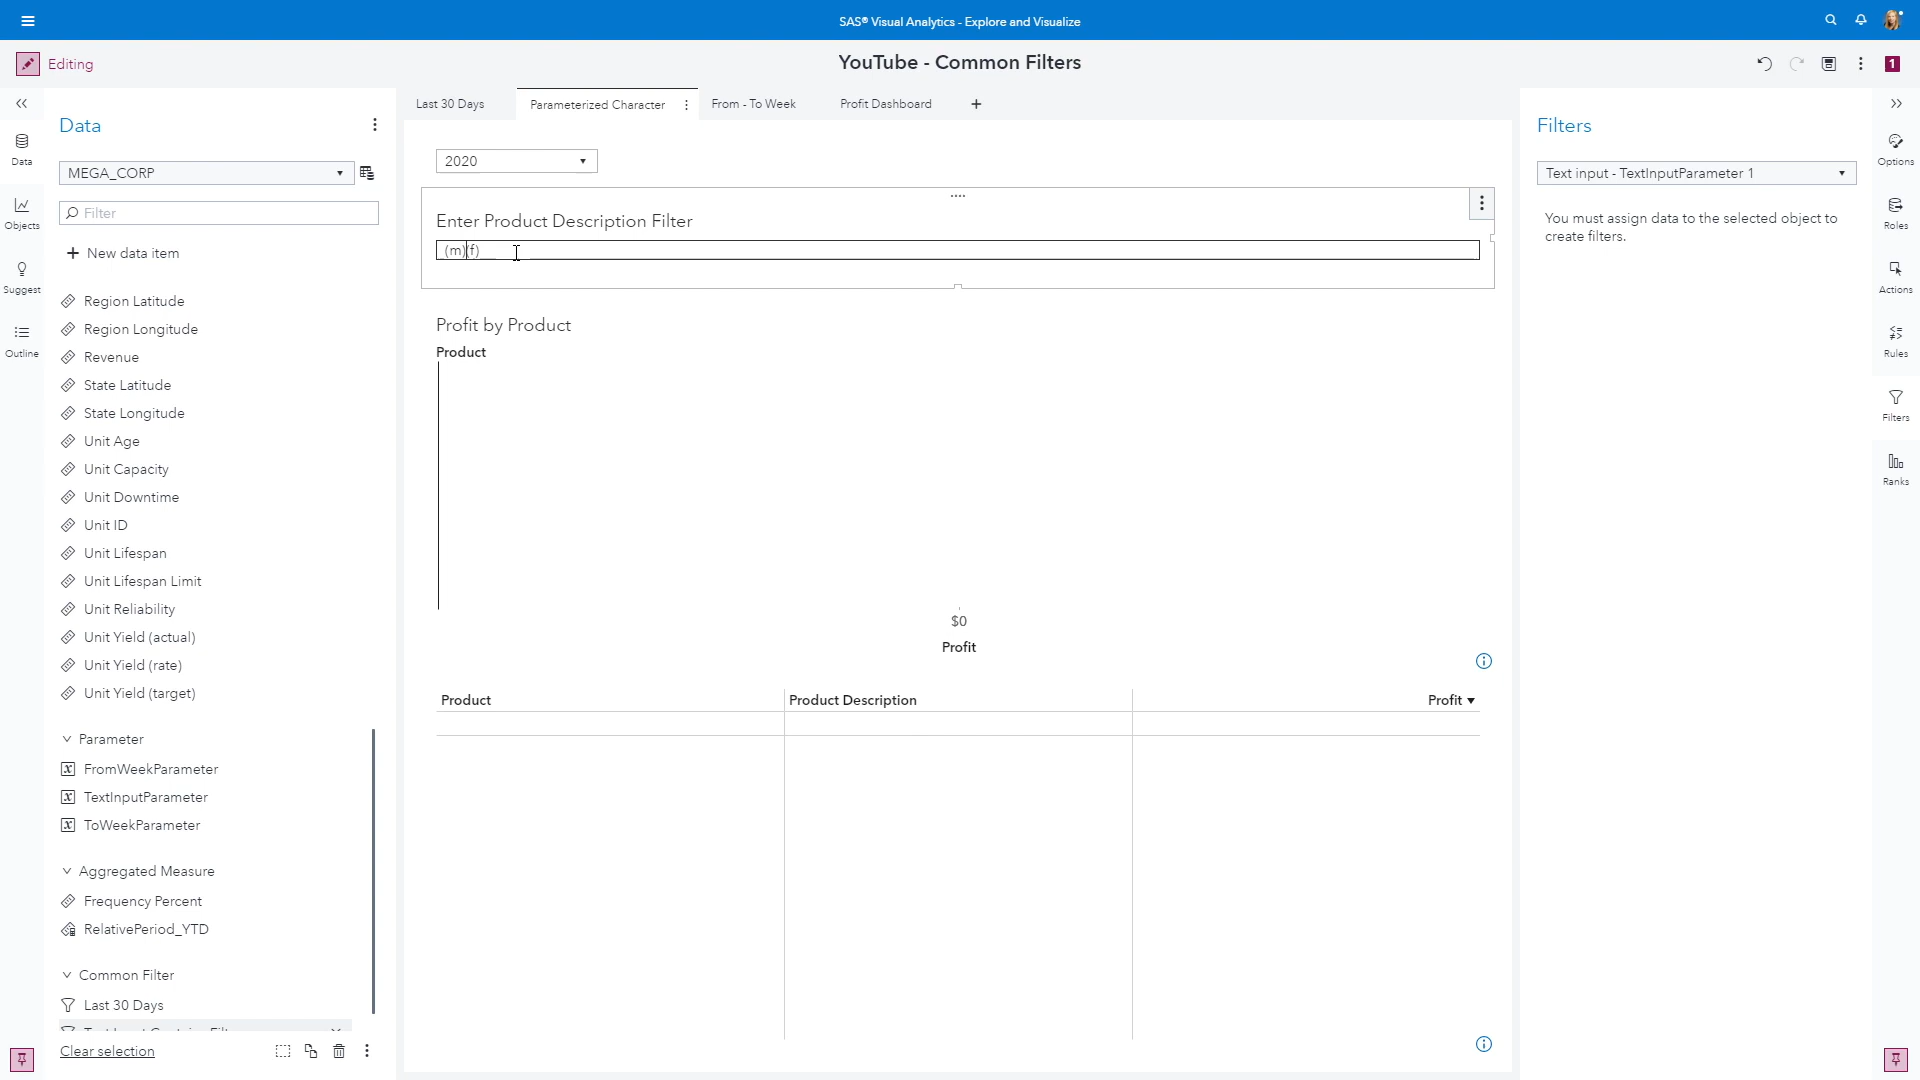 SAS® Visual Analytics - Explore and Visualize
Editing
YouTube - Common Filters
1
Last 30 Days
Parameterized Character
From - To Week
Profit Dashboard
Data
Objects
Suggest
Outline
Data
MEGA_CORP
Filter
New data item
Region Latitude
Region Longitude
Revenue
State Latitude
State Longitude
Unit Age
Unit Capacity
Unit Downtime
Unit ID
Unit Lifespan
Unit Lifespan Limit
Unit Reliability
Unit Yield (actual)
Unit Yield (rate)
Unit Yield (target)
Parameter
FromWeekParameter
TextInputParameter
ToWeekParameter
Aggregated Measure
Frequency Percent
RelativePeriod_YTD
Common Filter
Last 30 Days
Clear selection
2020
Enter Product Description Filter
(m)(f)
Profit by Product
Product
$0
Profit
Product
Product Description
Profit
Filters
Text input - TextInputParameter 1
You must assign data to the selected object to
create filters.
Options
Roles
Actions
Rules
Filters
Ranks